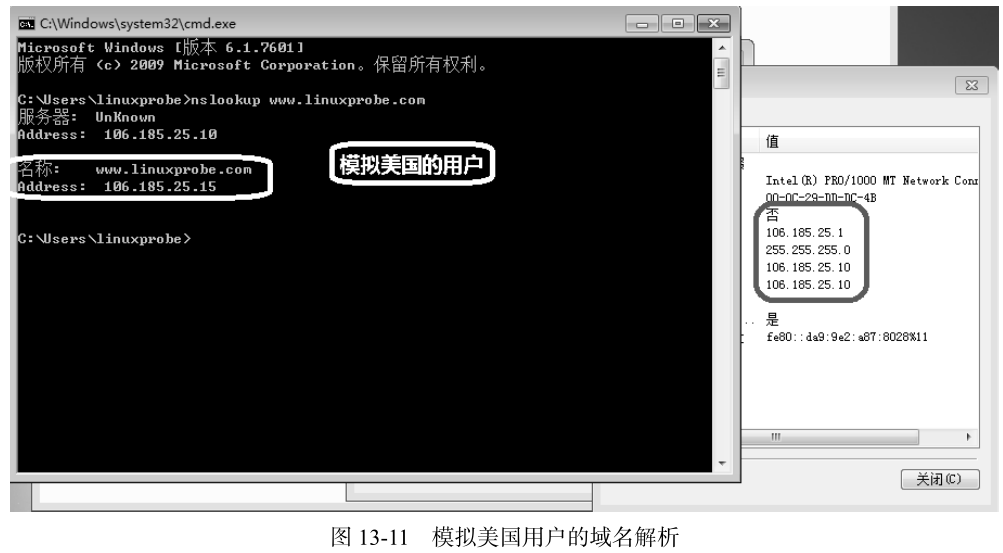 C:\Windows\system32\cmd.exe
Microsoft Windows [版本 6.1.7601]
版权所有 (c) 2009 Microsoft Corporation。保留所有权利。
C:\Users\linuxprobe>nslookup www.linuxprobe.com
服务器: UnKnown
Address: 106.185.25.10
名称: www.linuxprobe.com
Address: 106.185.25.15
模拟美国的用户
C:\Users\linuxprobe>
值
Intel(R) PRO/1000 MT Network Conn
00-0C-29-DD-DC-4B
否
106.185.25.1
255.255.255.0
106.185.25.10
106.185.25.10
是
fe80::da9:9e2:a87:8028%11
关闭(C)
图 13-11 模拟美国用户的域名解析